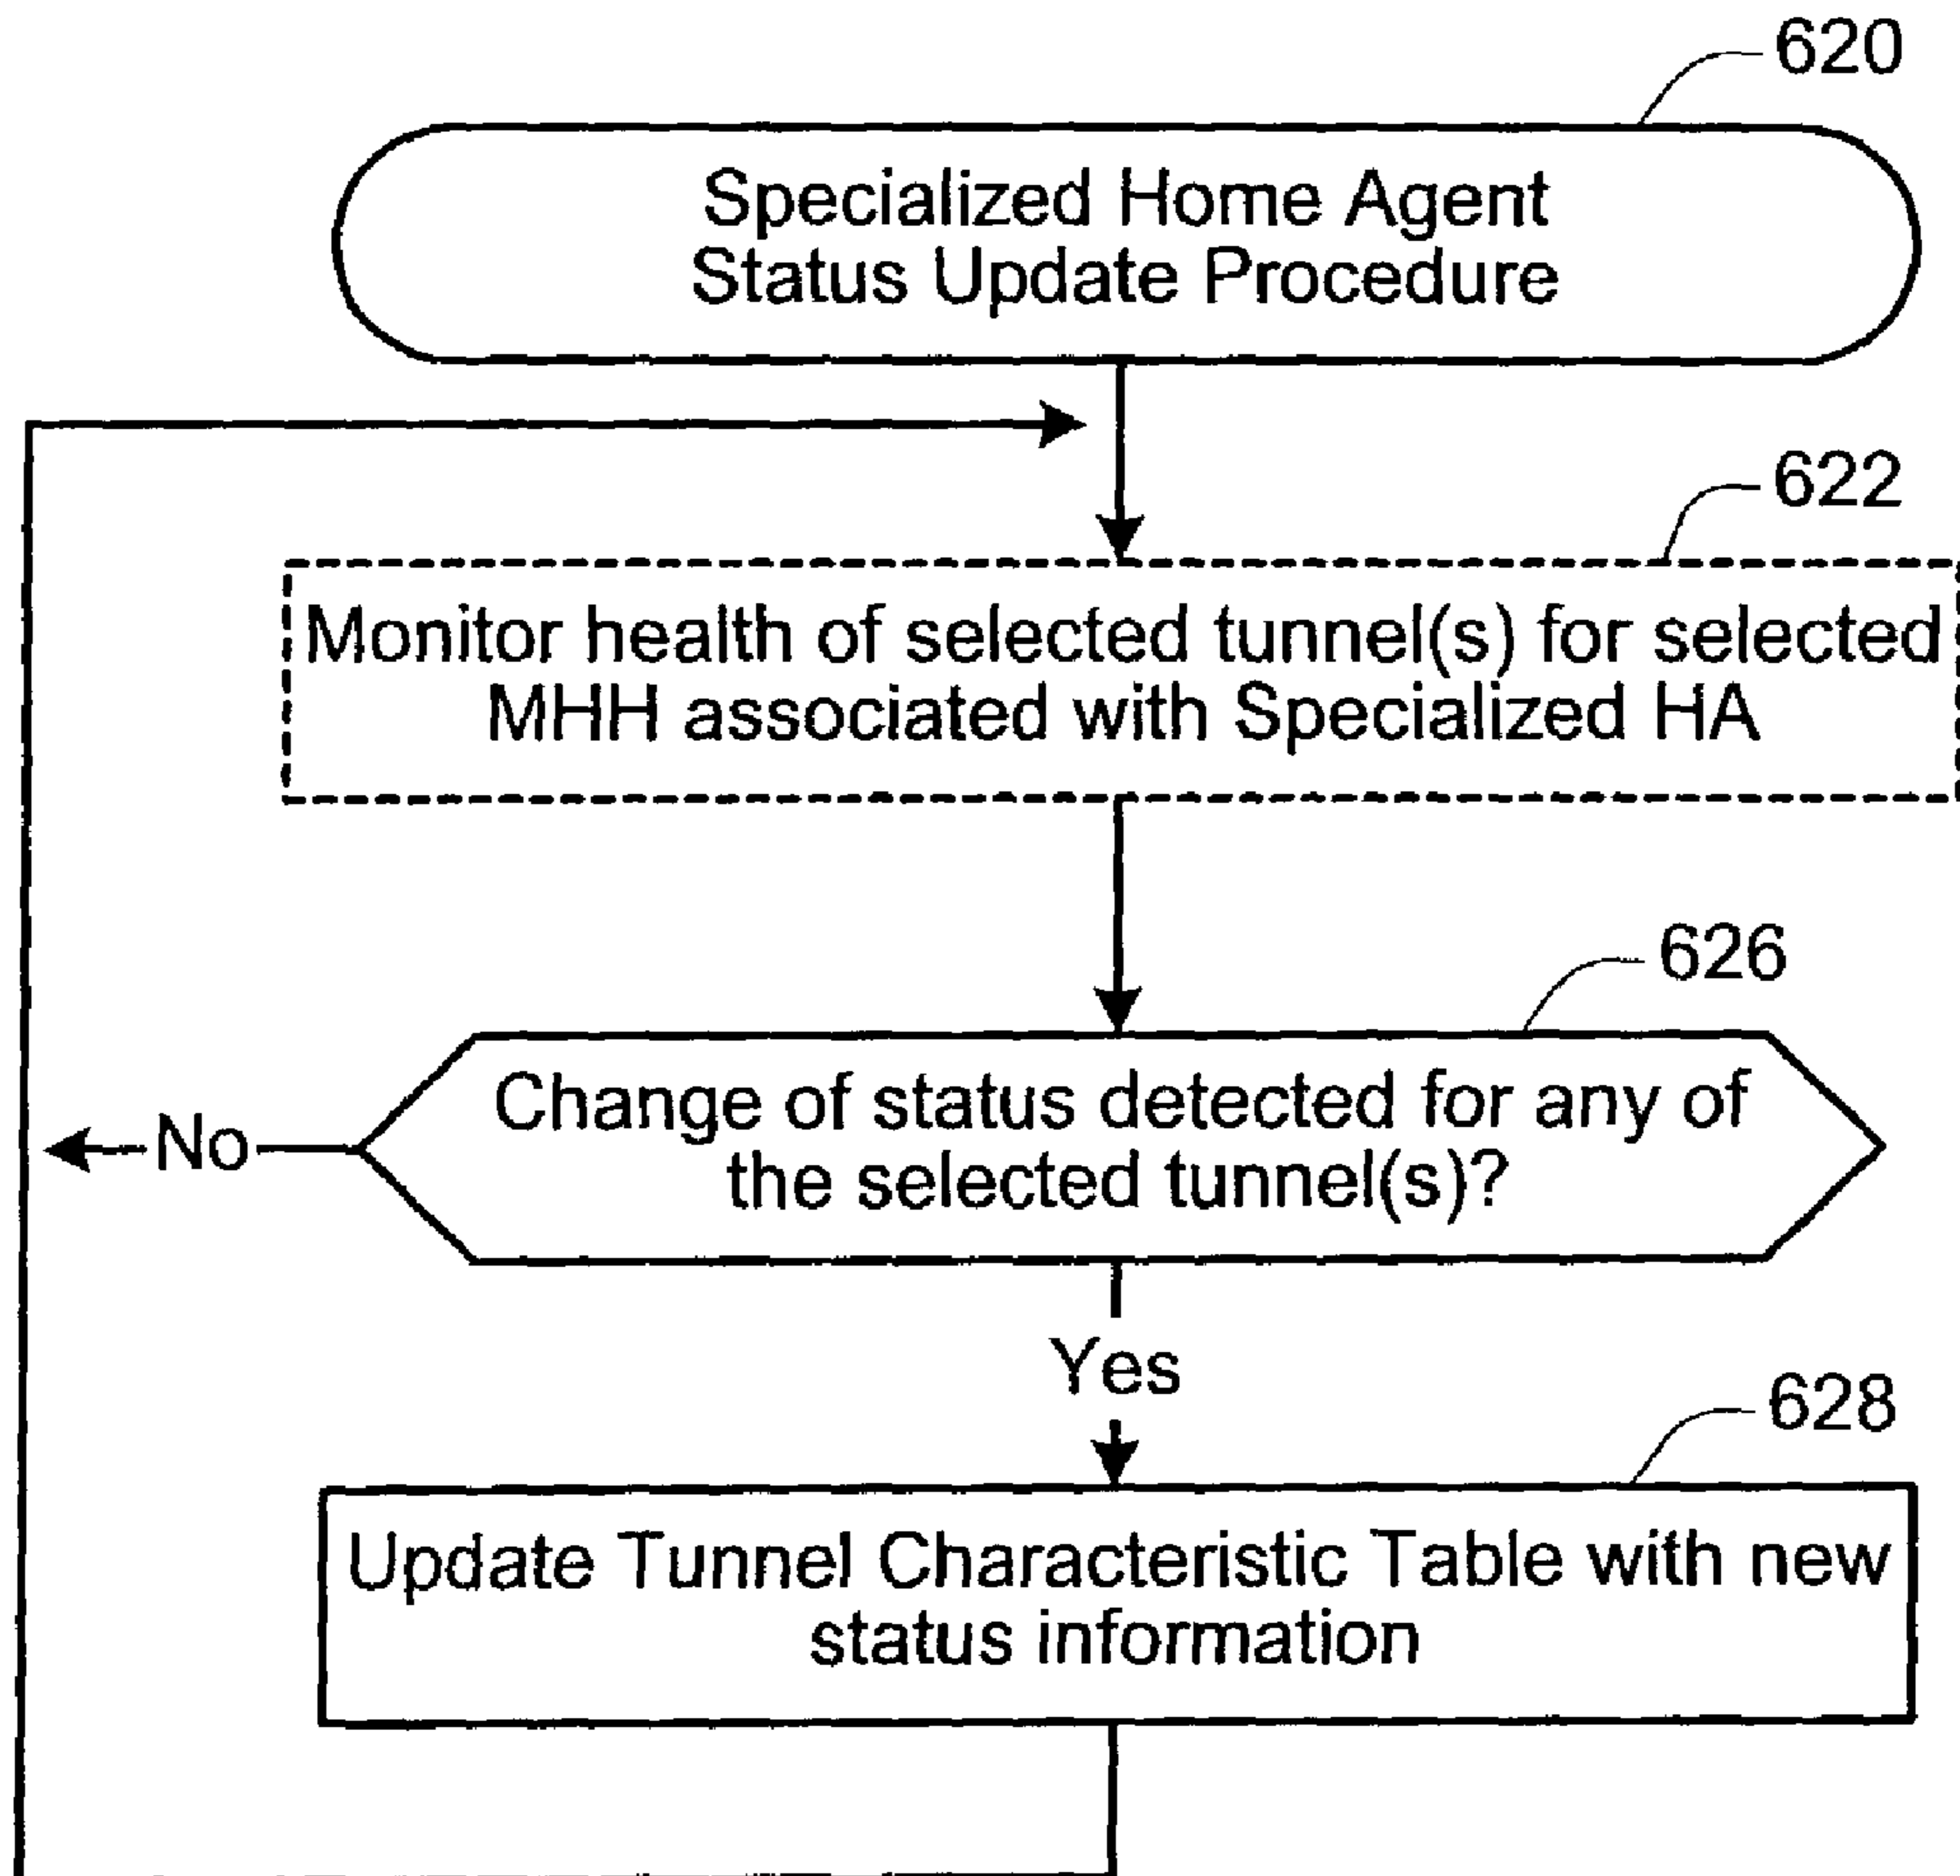 620
Specialized Home Agent
Status Update Procedure
622
Monitor health of selected tunnel(s) for selected
MHH associated with Specialized HA
626
Change of status detected for any of
the selected tunnel(s)?
No
Yes
628
Update Tunnel Characteristic Table with new
status information